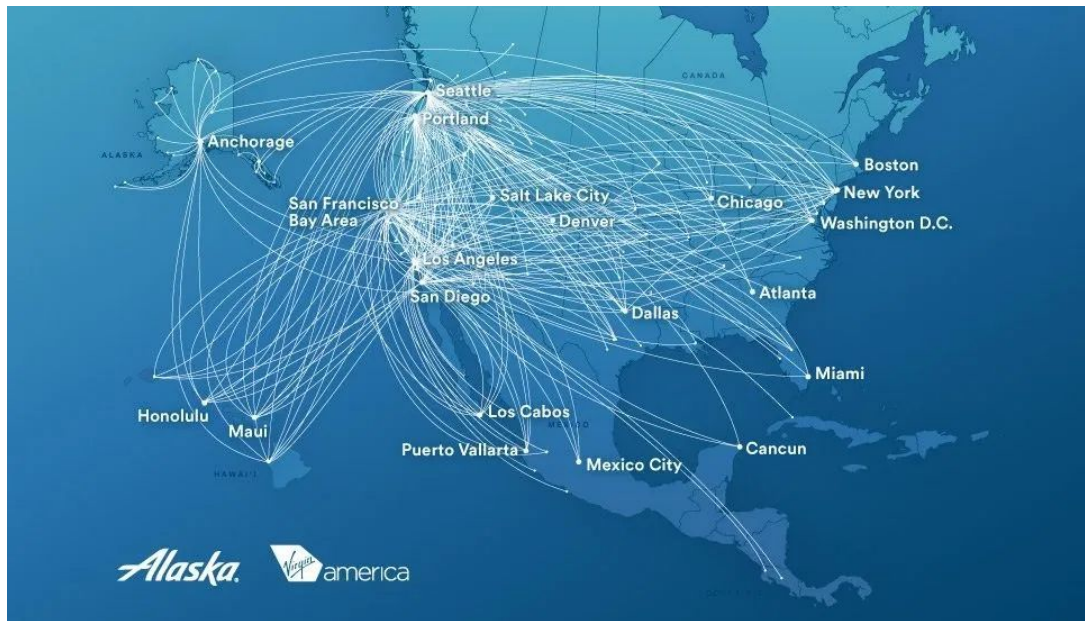 CANADA
Seattle
Portland
Anchorage
ALASKA
Boston
Salt Lake City
Chicago
New York
San Francisco
Bay Area
Denver
Washington D.C.
Los Angeles
San Diego
Atlanta
Dallas
Miami
Honolulu
Maui
Los Cabos
MEXICO
Puerto Vallarta
Cancun
Mexico City
HAWAI'I
Alaska.
Virgin america